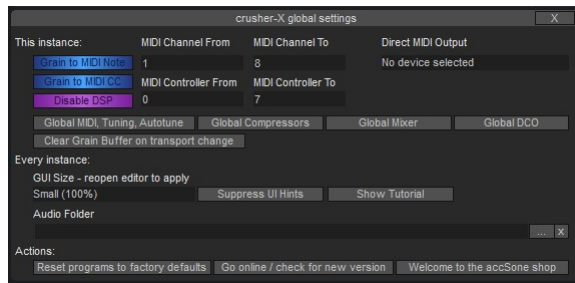 crusher-X global settings X
This instance: MIDI Channel From MIDI Channel To Direct MIDI Output
Grain to MIDI Note 1 8 No device selected
Grain to MIDI CC MIDI Controller From MIDI Controller To
Disable DSP 0 7
Global MIDI, Tuning, Autotune Global Compressors Global Mixer Global DCO
Clear Grain Buffer on transport change
Every instance:
GUI Size - reopen editor to apply
Small (100%) Suppress UI Hints Show Tutorial
Audio Folder
... x
Actions:
Reset programs to factory defaults Go online / check for new version Welcome to the accSone shop